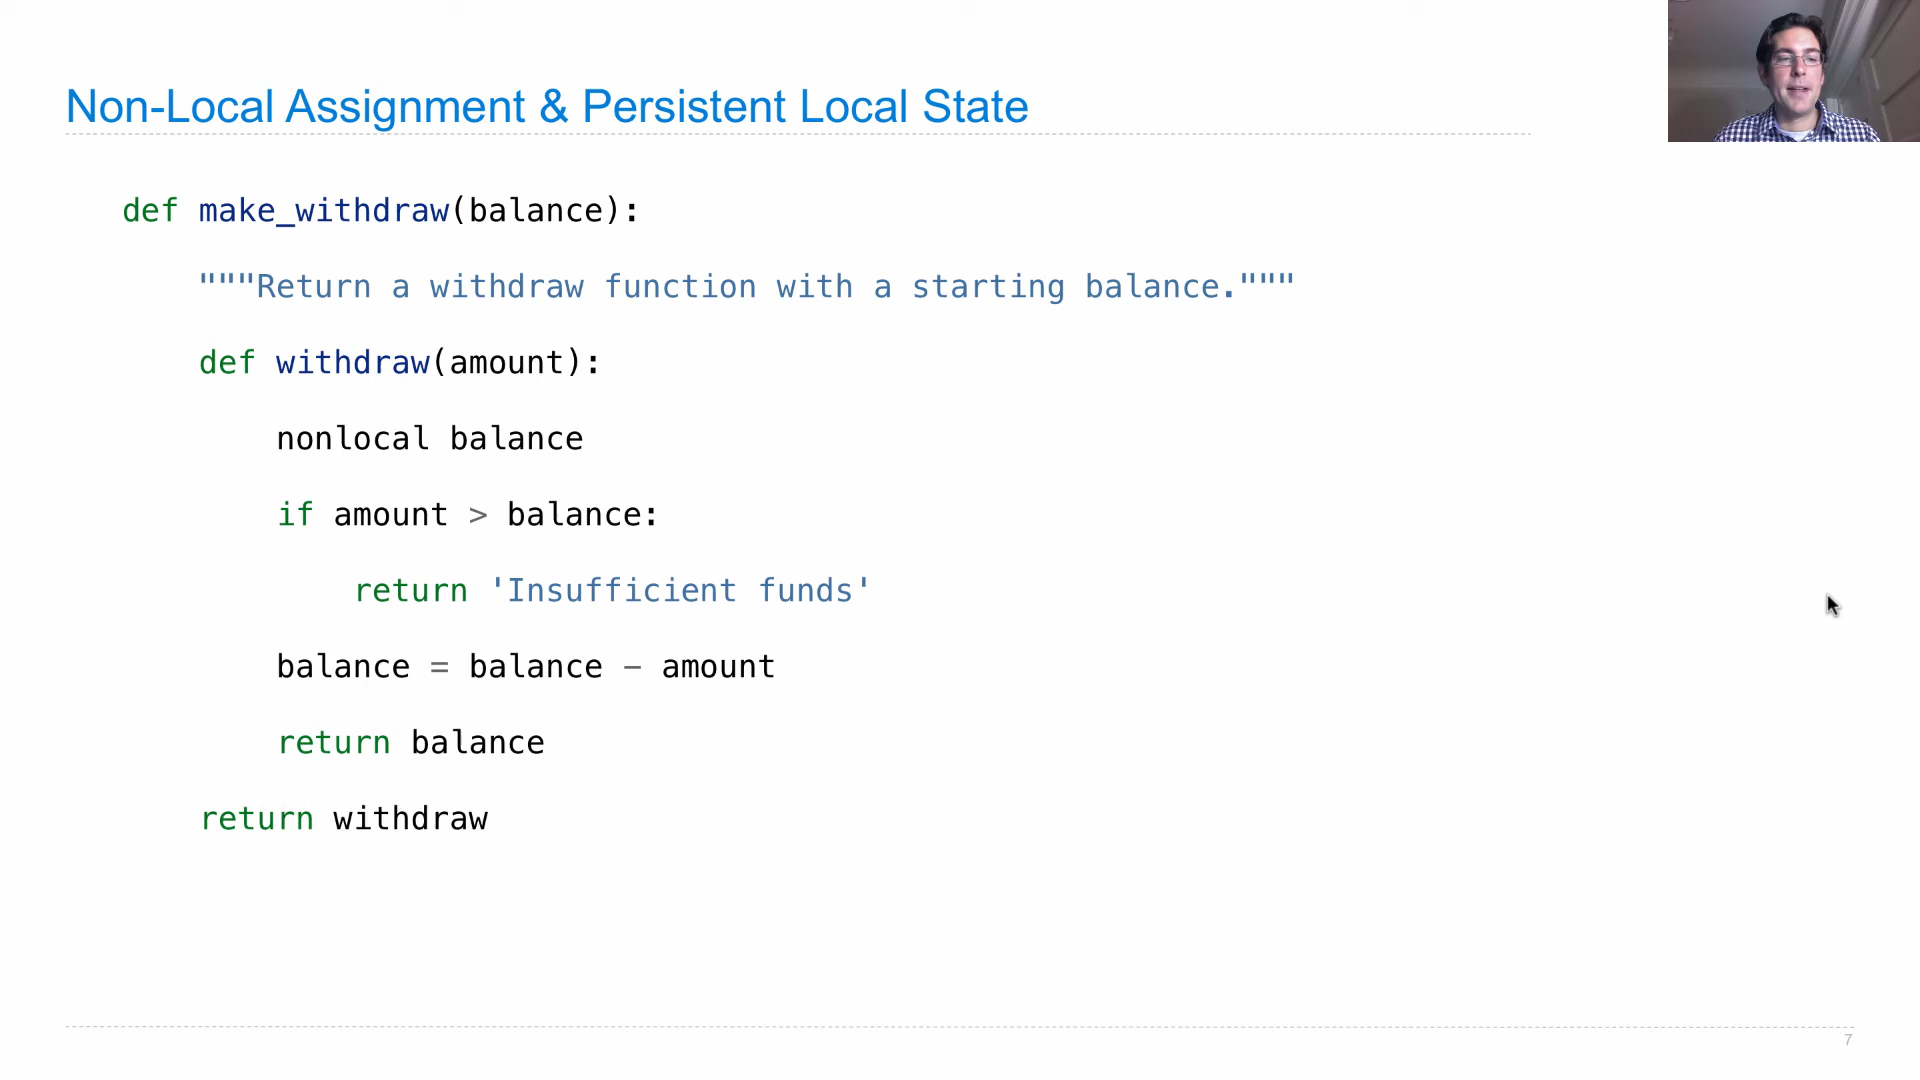 Non-Local Assignment & Persistent Local State
def make_withdraw(balance):
"""Return a withdraw function with a starting balance."""
def withdraw(amount):
nonlocal balance
if amount > balance:
return 'Insufficient funds'
balance = balance - amount
return balance
return withdraw
7